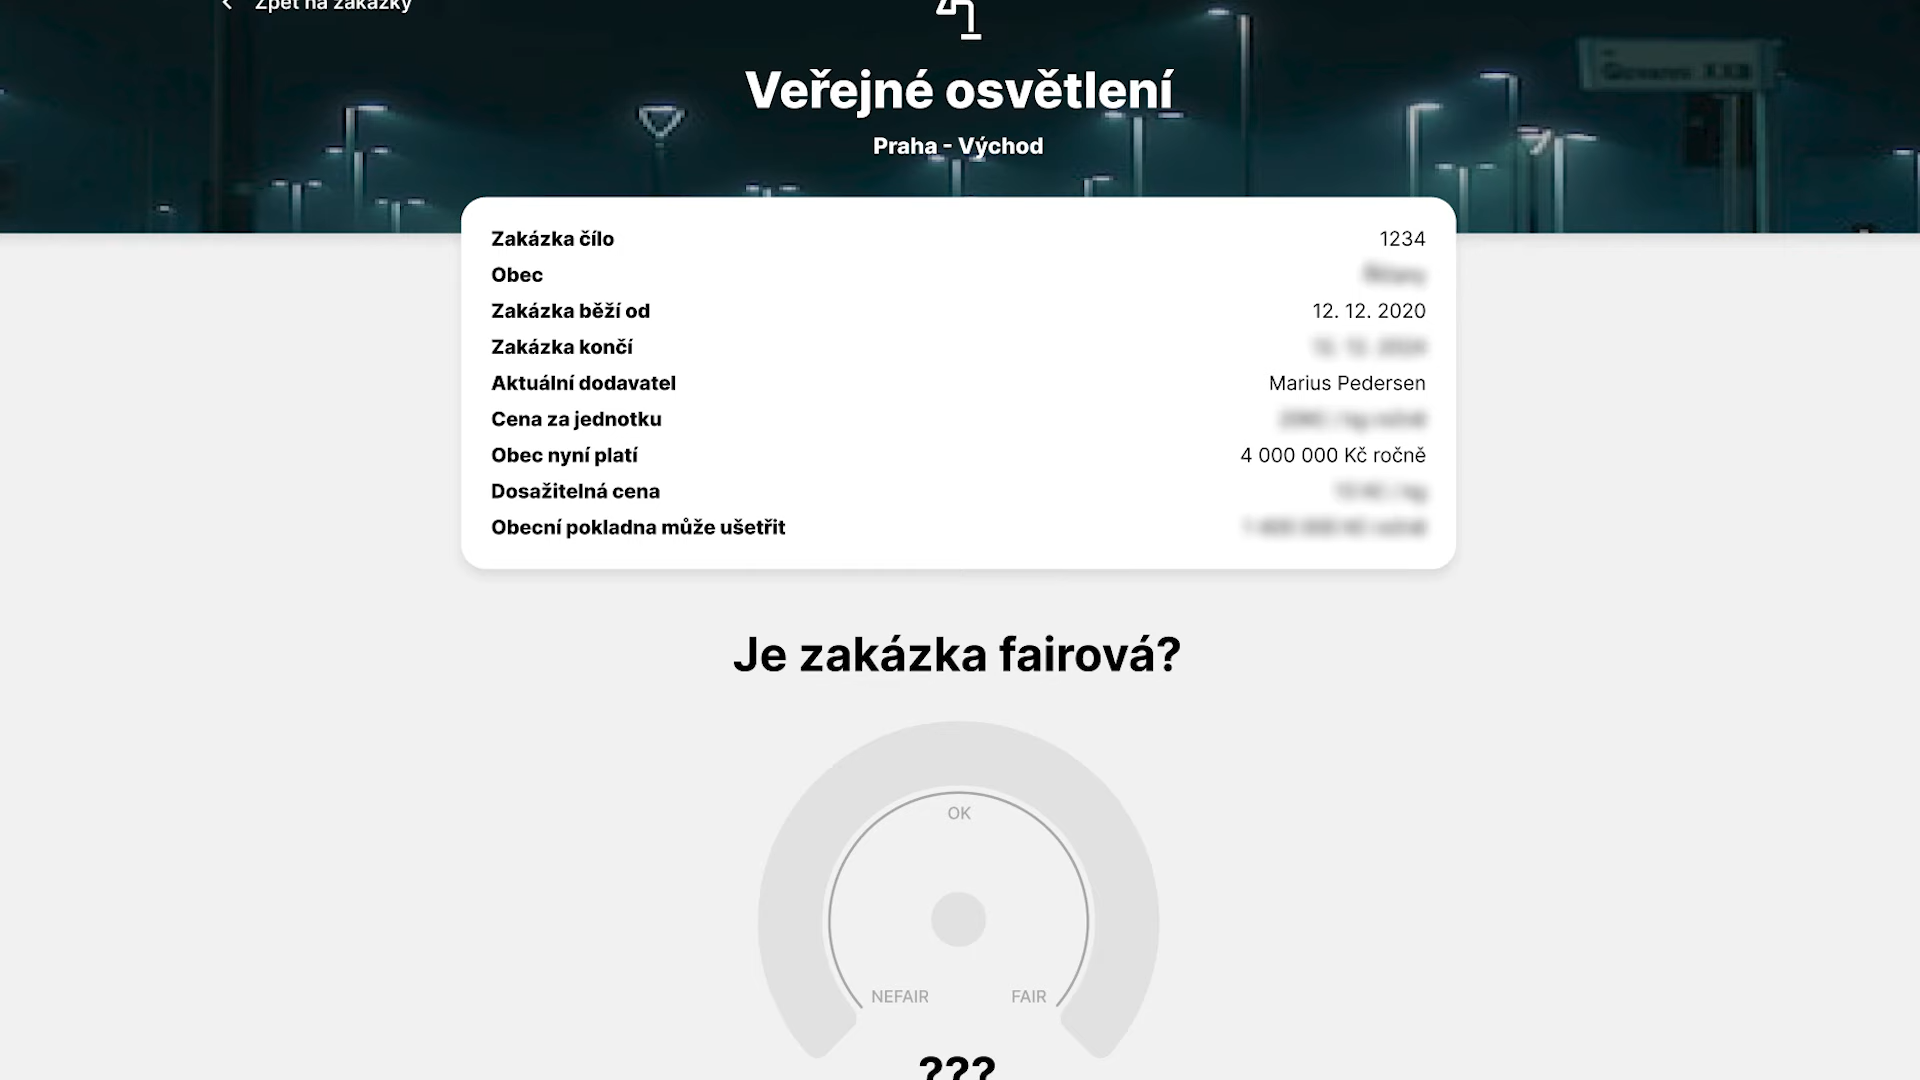 Zpět na zakázky
Veřejné osvětlení
Praha - Východ
Zakázka čílo 1234
Obec
Zakázka běží od 12. 12. 2020
Zakázka končí
Aktuální dodavatel Marius Pedersen
Cena za jednotku
Obec nyní platí 4 000 000 Kč ročně
Dosažitelná cena
Obecní pokladna může ušetřit
Je zakázka fairová?
OK
NEFAIR FAIR
???